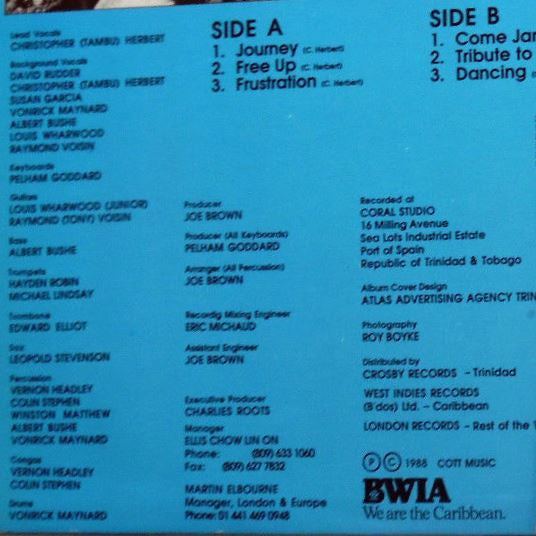 Lead Vocals
CHRISTOPHER (TAMBU) HERBERT
Background Vocals
DAVID RUDDER
CHRISTOPHER (TAMBU) HERBERT
SUSAN GARCIA
VONRICK MAYNARD
ALBERT BUSHE
LOUIS WHARWOOD
RAYMOND VOISIN
Keyboards
PELHAM GODDARD
Guitars
LOUIS WHARWOOD (JUNIOR)
RAYMOND (TONY) VOISIN
Bass
ALBERT BUSHE
Trumpets
HAYDEN ROBIN
MICHAEL LINDSAY
Trombone
EDWARD ELLIOT
Sax
LEOPOLD STEVENSON
Percussion
VERNON HEADLEY
COLIN STEPHEN
WINSTON MATTHEW
ALBERT BUSHE
VONRICK MAYNARD
Congas
VERNON HEADLEY
COLIN STEPHEN
Drums
VONRICK MAYNARD
SIDE A
1. Journey (C. Herbert)
2. Free Up (C. Herbert)
3. Frustration (C. Herbert)
SIDE B
1. Come Jam
2. Tribute to
3. Dancing
Producer
JOE BROWN
Producer (All Keyboards)
PELHAM GODDARD
Arranger (All Percussion)
JOE BROWN
Recordig Mixing Engineer
ERIC MICHAUD
Assistant Engineer
JOE BROWN
Executive Producer
CHARLIES ROOTS
Manager
ELLIS CHOW LIN ON
Phone: (809) 633 1060
Fax: (809) 627 7832
MARTIN ELBOURNE
Manager, London & Europe
Phone: 01 441 469 0948
Recorded at
CORAL STUDIO
16 Milling Avenue
Sea Lots Industrial Estate
Port of Spain
Republic of Trinidad & Tobago
Album Cover Design
ATLAS ADVERTISING AGENCY TRIN
Photography
ROY BOYKE
Distributed by
CROSBY RECORDS – Trinidad
WEST INDIES RECORDS
(B'dos) Ltd. – Caribbean
LONDON RECORDS – Rest of the
Ⓟ © 1988 COTT MUSIC
BWIA
We are the Caribbean.